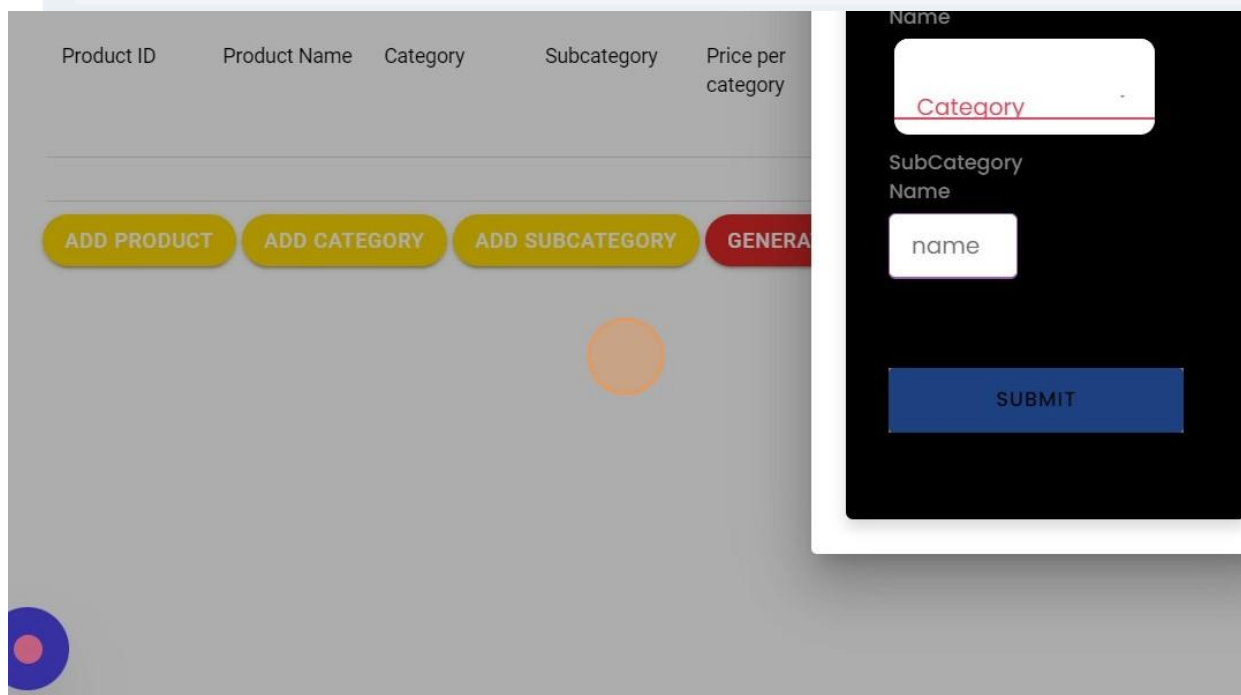 Product ID
Product Name
Category
Subcategory
Price per
category
ADD PRODUCT
ADD CATEGORY
ADD SUBCATEGORY
GENERA
Name
Category
SubCategory
Name
name
SUBMIT